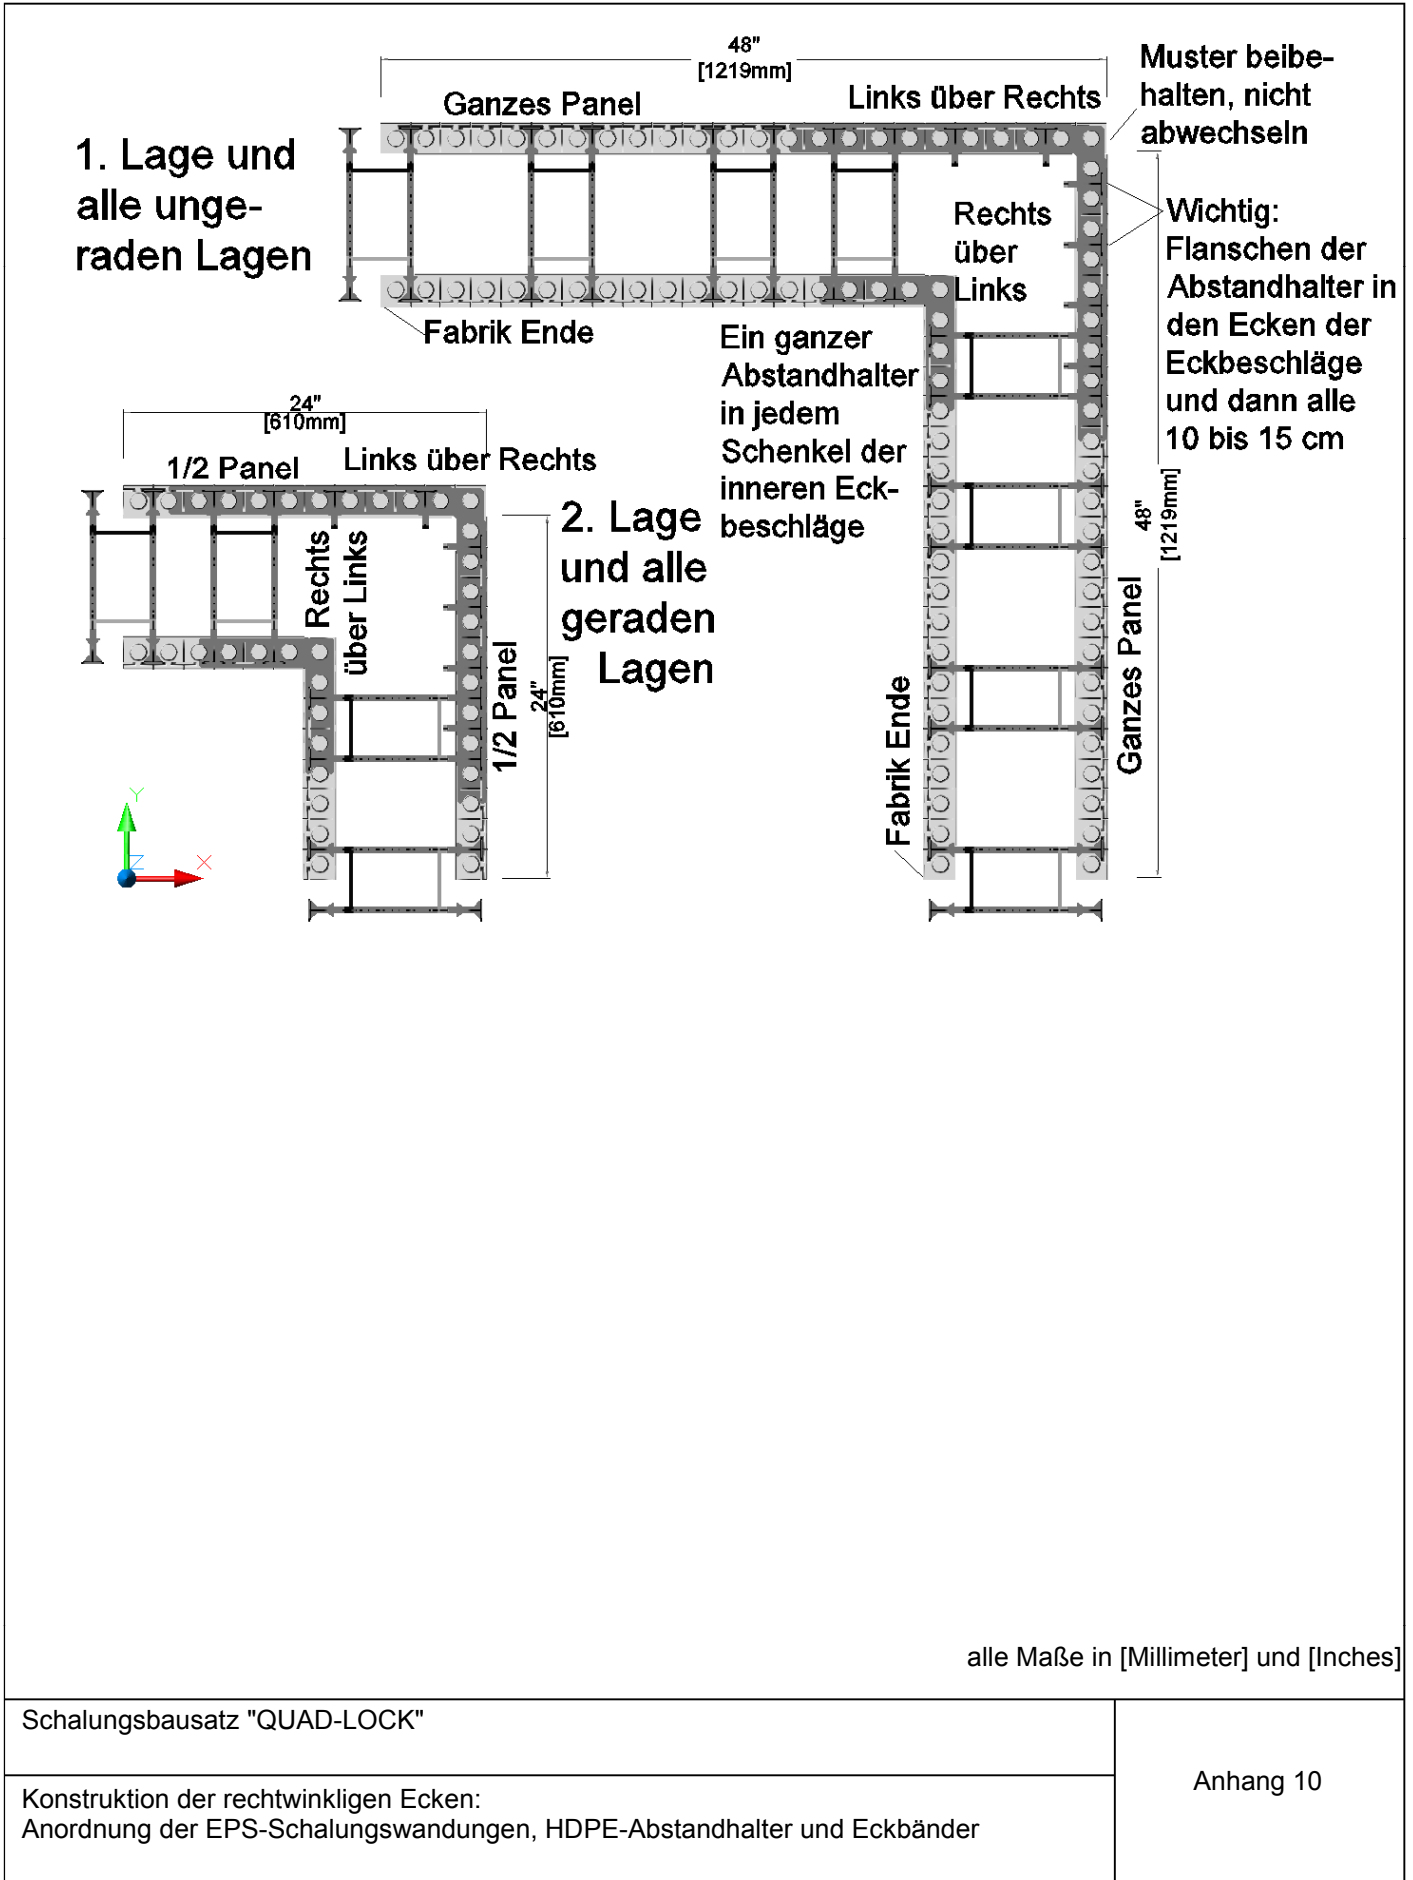 48"
[1219mm]
Ganzes Panel
Links über Rechts
Muster beibe-
halten, nicht
abwechseln
1. Lage und
alle unge-
raden Lagen
Rechts
über
Links
Wichtig:
Flanschen der
Abstandhalter in
den Ecken der
Eckbeschläge
und dann alle
10 bis 15 cm
Fabrik Ende
Ein ganzer
Abstandhalter
in jedem
Schenkel der
inneren Eck-
beschläge
48"
[1219mm]
Ganzes Panel
Fabrik Ende
24"
[610mm]
1/2 Panel
Links über Rechts
2. Lage
und alle
geraden
Lagen
Rechts
über Links
1/2 Panel
24"
[610mm]
Y
Z
X
alle Maße in [Millimeter] und [Inches]
Schalungsbausatz "QUAD-LOCK"
Anhang 10
Konstruktion der rechtwinkligen Ecken:
Anordnung der EPS-Schalungswandungen, HDPE-Abstandhalter und Eckbänder